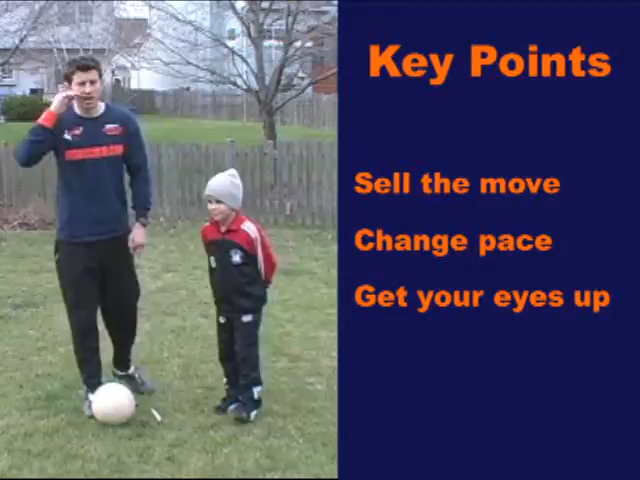 Key Points
Sell the move
Change pace
Get your eyes up